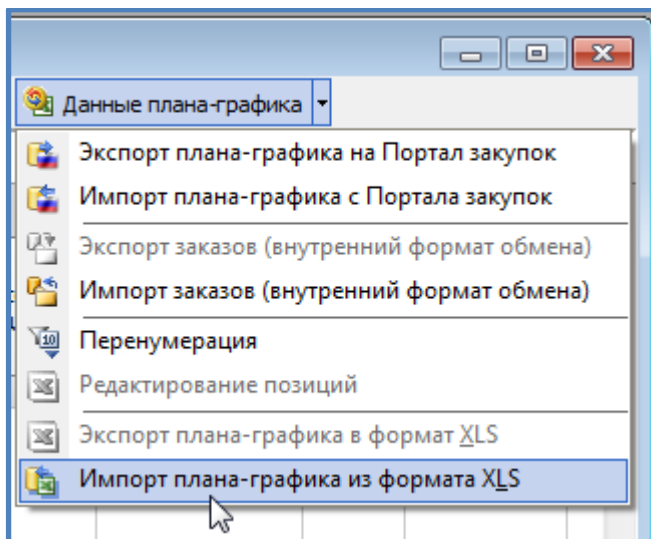 Данные плана-графика
Экспорт плана-графика на Портал закупок
Импорт плана-графика с Портала закупок
Экспорт заказов (внутренний формат обмена)
Импорт заказов (внутренний формат обмена)
Перенумерация
Редактирование позиций
Экспорт плана-графика в формат XLS
Импорт плана-графика из формата XLS